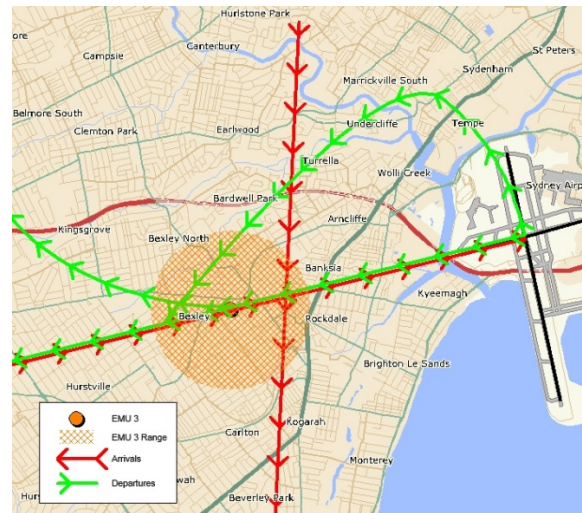 Hurlstone Park
Canterbury
St Peters
Campsie
Sydenham
Marrickville South
Belmore South
Undercliffe
Tempe
Clemton Park
Earlwood
Turrella
Wolli Creek
Bardwell Park
Sydney Airp
Arncliffe
Kingsgrove
Bexley North
Banksia
Kyeemagh
Bexley
Rockdale
Brighton Le Sands
Hurstville
Kogarah
Carlton
Monterey
Beverley Park
EMU 3
EMU 3 Range
Arrivals
Departures